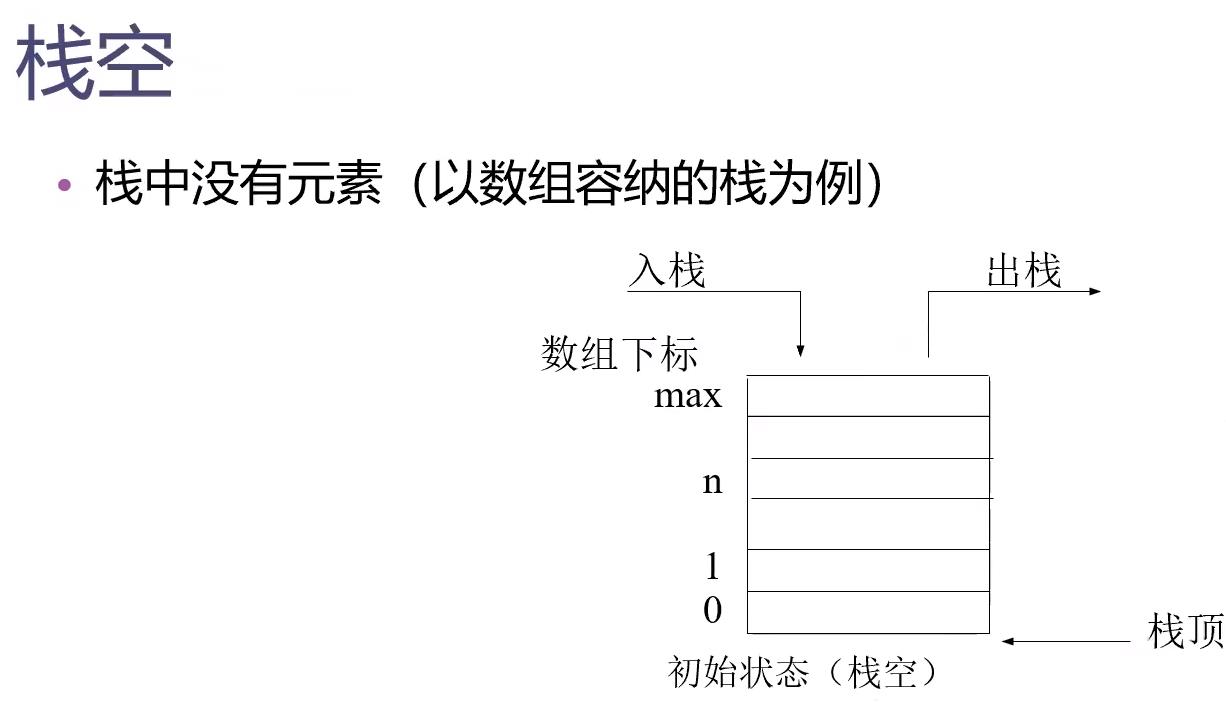 栈空
• 栈中没有元素（以数组容纳的栈为例）
入栈
出栈
数组下标
max
n
1
0
栈顶
初始状态（栈空）